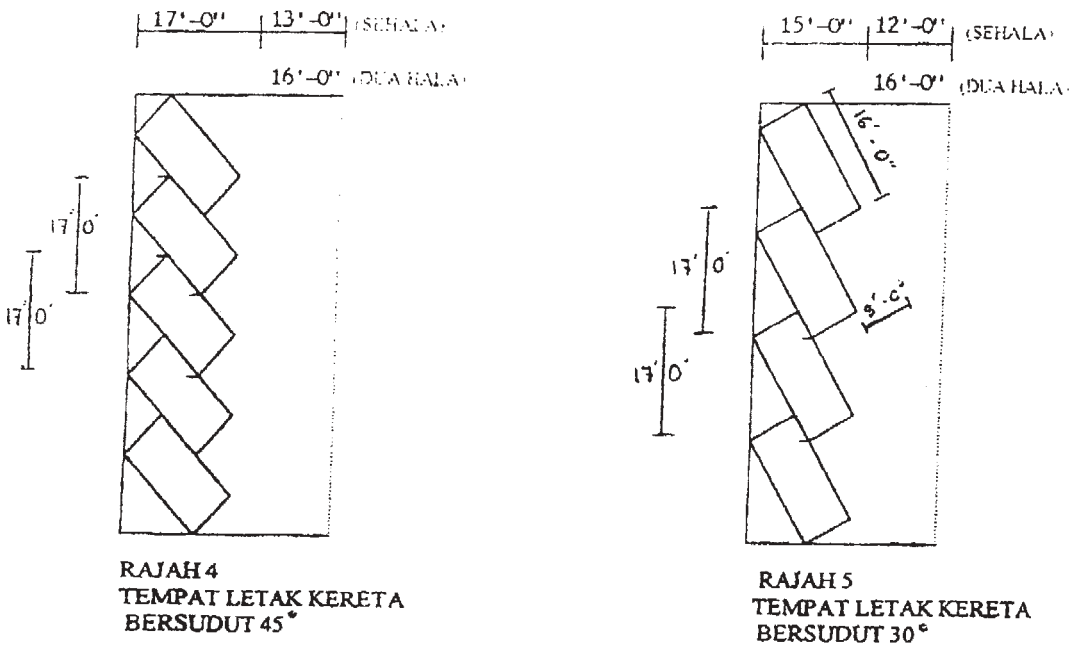 17'-0" 13'-0" (SEHALA)
16'-0" (DUA HALA)
17' 0'
17' 0'
RAJAH 4
TEMPAT LETAK KERETA
BERSUDUT 45°
15'-0" 12'-0" (SEHALA)
16'-0" (DUA HALA)
16'-0"
17' 0'
9'-0"
17' 0'
RAJAH 5
TEMPAT LETAK KERETA
BERSUDUT 30°